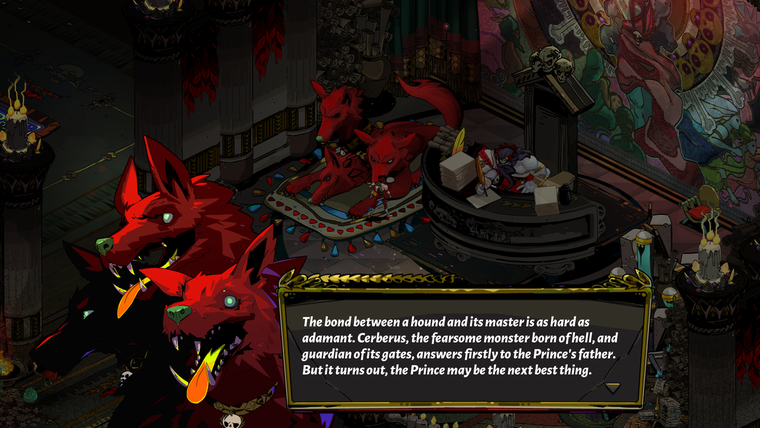 The bond between a hound and its master is as hard as
adamant. Cerberus, the fearsome monster born of hell, and
guardian of its gates, answers firstly to the Prince's father.
But it turns out, the Prince may be the next best thing.